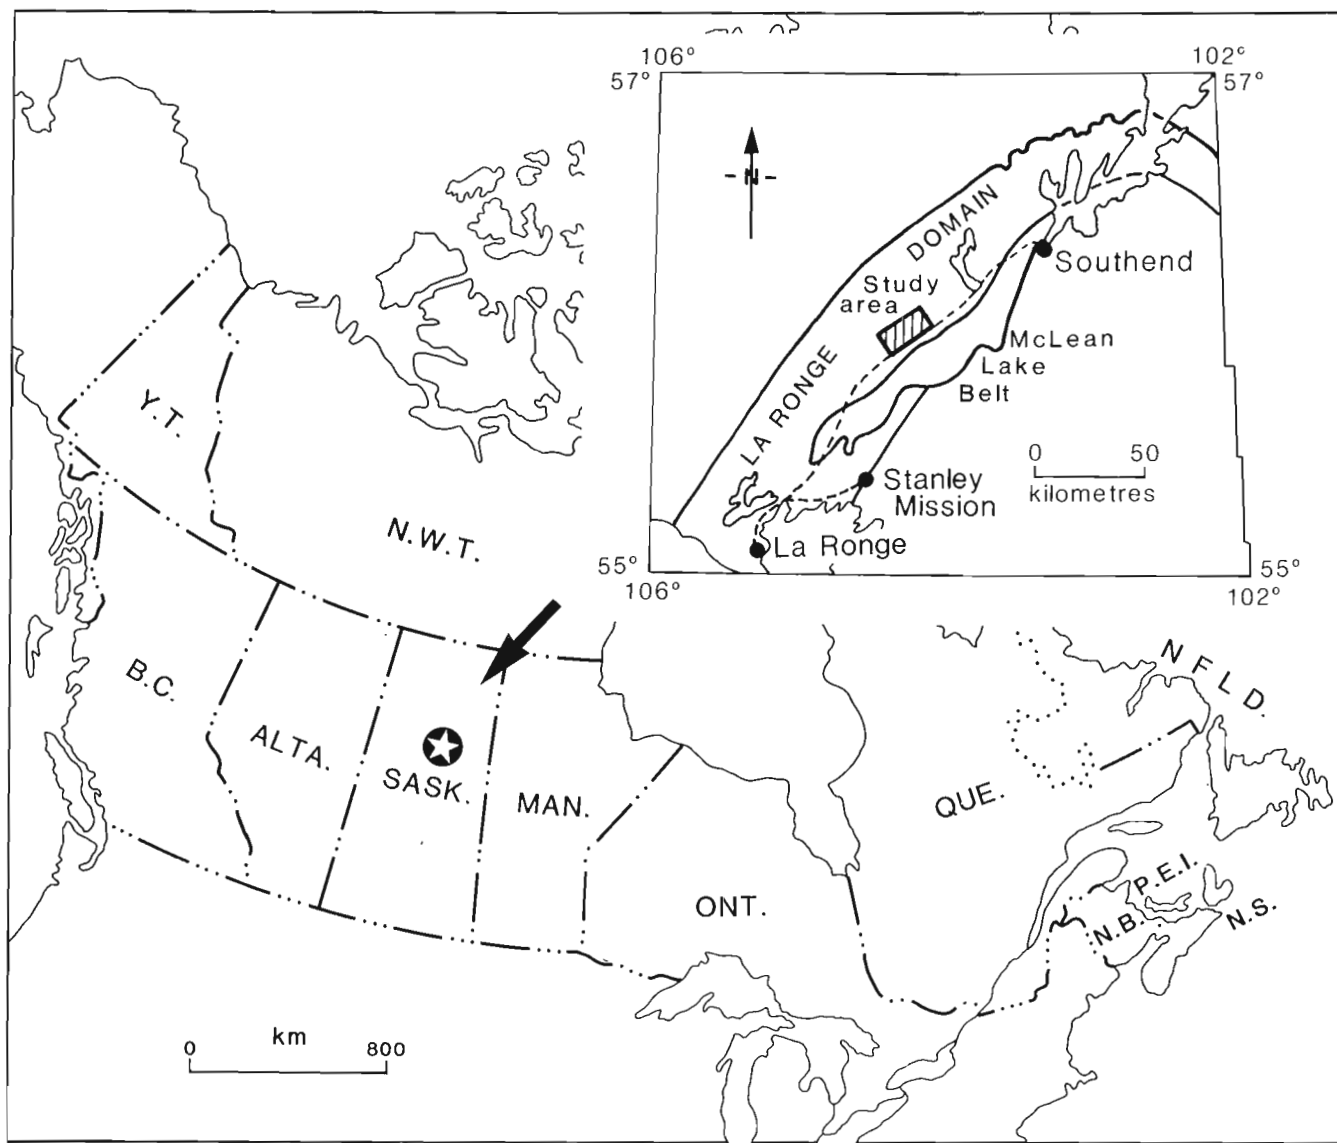 106°
102°
57°
57°
N
DOMAIN
Southend
Study
area
McLean
Lake
Belt
LA RONGE
0 50
kilometres
Stanley
Mission
La Ronge
55°
55°
106°
102°
Y.T.
N.W.T.
B.C.
ALTA.
SASK.
MAN.
ONT.
QUE.
NFLD.
P.E.I.
N.B.
N.S.
km
0 800